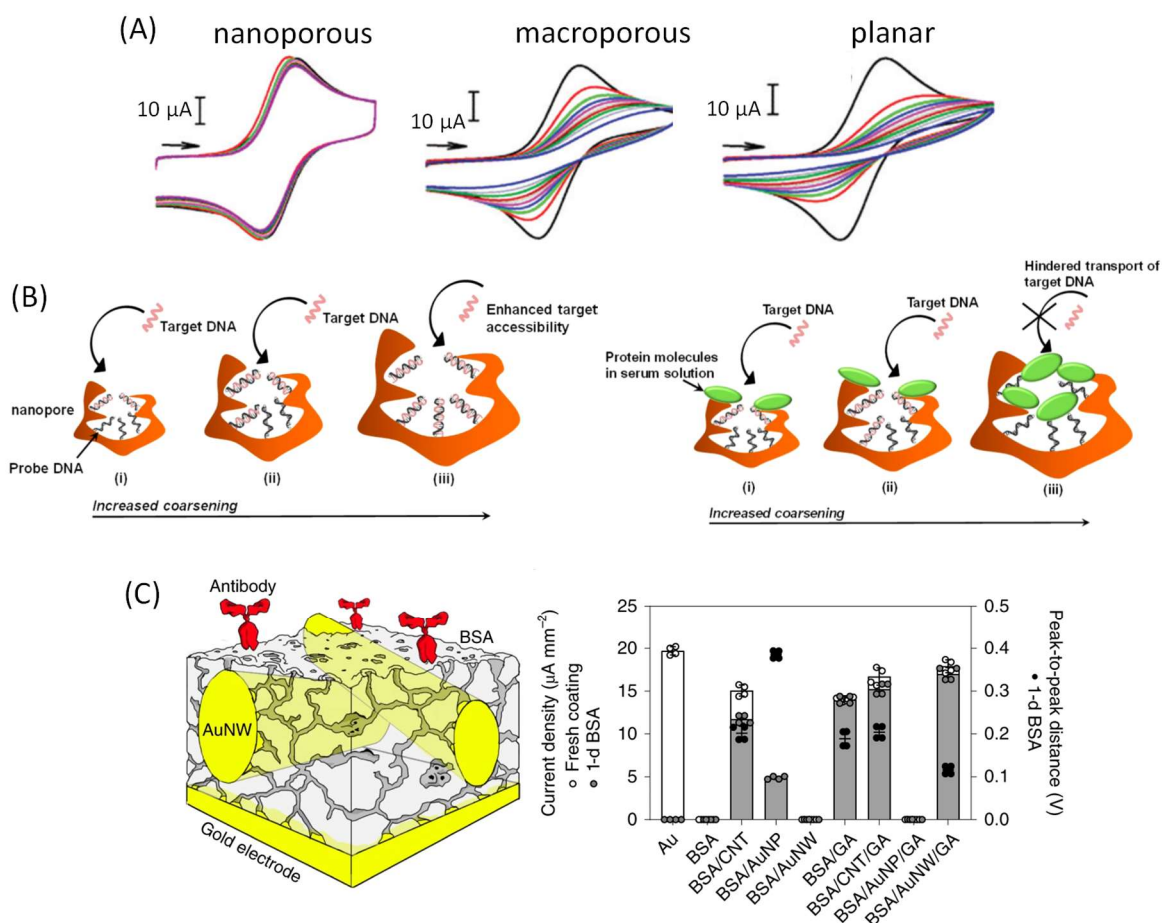 (A)
nanoporous
macroporous
planar
10 µA
10 µA
10 µA
(B)
Target DNA
nanopore
Probe DNA
(i)
Target DNA
(ii)
Enhanced target
accessibility
(iii)
Increased coarsening
Protein molecules
in serum solution
Target DNA
(i)
Target DNA
(ii)
Hindered transport of
target DNA
(iii)
Increased coarsening
(C)
Antibody
BSA
AuNW
Gold electrode
Current density (µA mm⁻²)
○ Fresh coating
● 1-d BSA
25
20
15
10
5
0
0.5
0.4
0.3
0.2
0.1
0.0
Peak-to-peak distance (V)
● 1-d BSA
Au
BSA
BSA/CNT
BSA/AuNP
BSA/AuNW
BSA/GA
BSA/CNT/GA
BSA/AuNP/GA
BSA/AuNW/GA